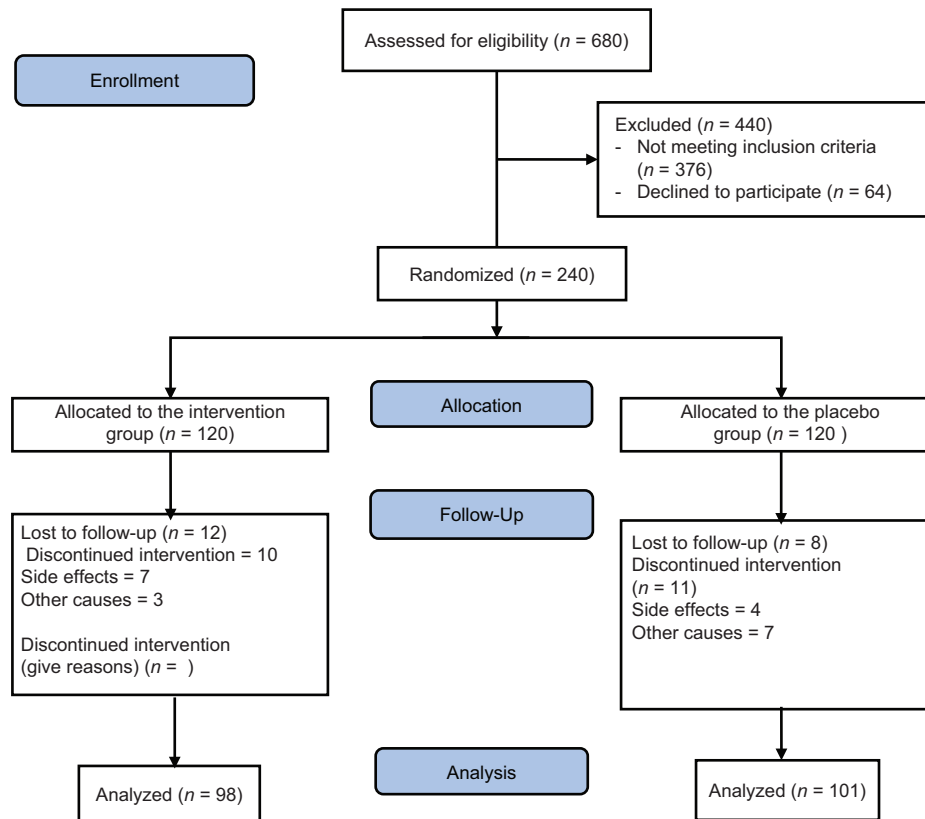 Assessed for eligibility (n = 680)
Enrollment
Excluded (n = 440)
- Not meeting inclusion criteria
(n = 376)
- Declined to participate (n = 64)
Randomized (n = 240)
Allocated to the intervention
group (n = 120)
Allocation
Allocated to the placebo
group (n = 120 )
Follow-Up
Lost to follow-up (n = 12)
Discontinued intervention = 10
Side effects = 7
Other causes = 3
Discontinued intervention
(give reasons) (n = )
Lost to follow-up (n = 8)
Discontinued intervention
(n = 11)
Side effects = 4
Other causes = 7
Analysis
Analyzed (n = 98)
Analyzed (n = 101)